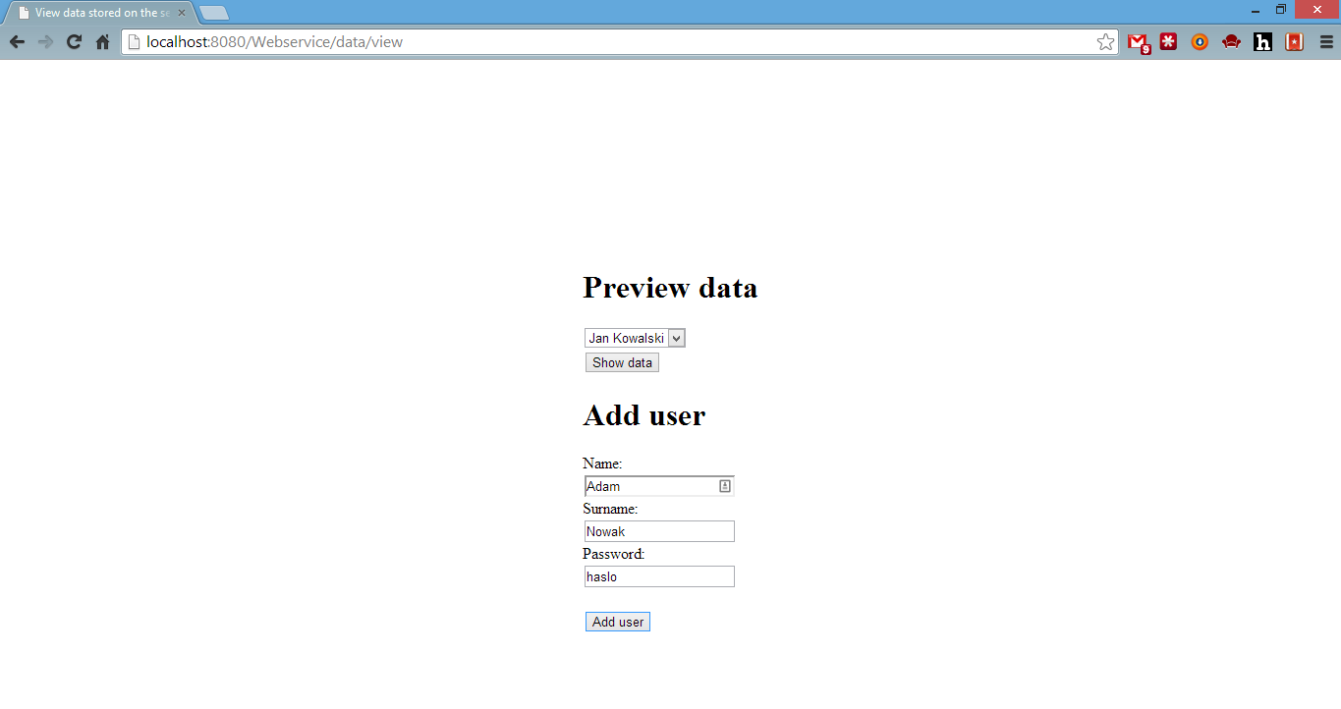 View data stored on the se
localhost:8080/Webservice/data/view
9
h
Preview data
Jan Kowalski
Show data
Add user
Name:
Adam
Surname:
Nowak
Password:
haslo
Add user